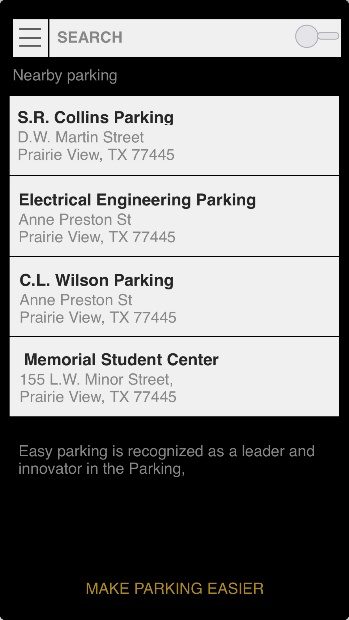 SEARCH
Nearby parking
S.R. Collins Parking
D.W. Martin Street
Prairie View, TX 77445
Electrical Engineering Parking
Anne Preston St
Prairie View, TX 77445
C.L. Wilson Parking
Anne Preston St
Prairie View, TX 77445
Memorial Student Center
155 L.W. Minor Street,
Prairie View, TX 77445
Easy parking is recognized as a leader and
innovator in the Parking,
MAKE PARKING EASIER